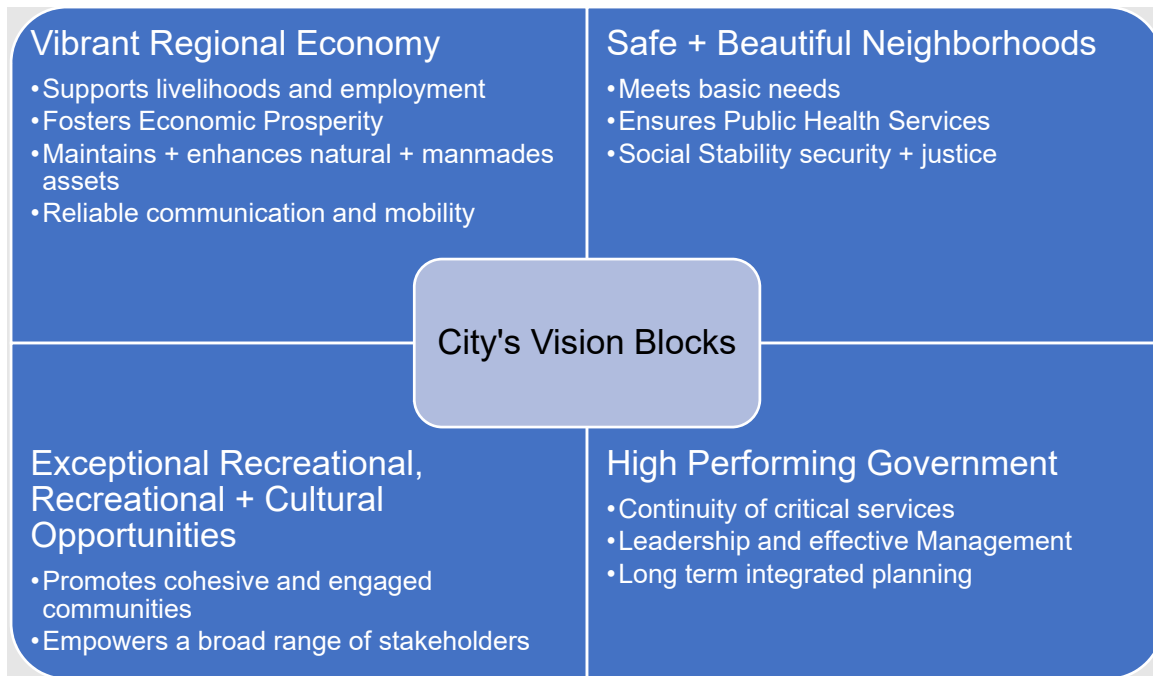 Vibrant Regional Economy
•Supports livelihoods and employment
•Fosters Economic Prosperity
•Maintains + enhances natural + manmades
assets
•Reliable communication and mobility
Safe + Beautiful Neighborhoods
•Meets basic needs
•Ensures Public Health Services
•Social Stability security + justice
City's Vision Blocks
Exceptional Recreational,
Recreational + Cultural
Opportunities
•Promotes cohesive and engaged
communities
•Empowers a broad range of stakeholders
High Performing Government
•Continuity of critical services
•Leadership and effective Management
•Long term integrated planning